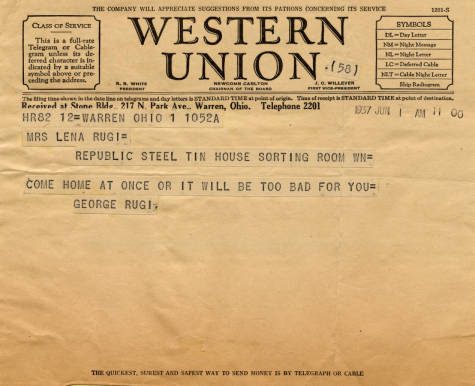 THE COMPANY WILL APPRECIATE SUGGESTIONS FROM ITS PATRONS CONCERNING ITS SERVICE
1201-S
CLASS OF SERVICE
This is a full-rate
Telegram or Cable-
gram unless its
deferred character is
indicated by a suitable
symbol above or pre-
ceding the address.
WESTERN
UNION
(58)
R. B. WHITE
PRESIDENT
NEWCOMB CARLTON
CHAIRMAN OF THE BOARD
J. C. WILLEVER
FIRST VICE-PRESIDENT
SYMBOLS
DL = Day Letter
NM = Night Message
NL = Night Letter
LC = Deferred Cable
NLT = Cable Night Letter
Ship Radiogram
The filing time shown in the date line on telegrams and day letters is STANDARD TIME at point of origin. Time of receipt is STANDARD TIME at point of destination.
Received at Stone Bldg., 217 N. Park Ave., Warren, Ohio. Telephone 2201
HR82 12=WARREN OHIO 1 1052A
1937 JUN 1 AM 11 00
MRS LENA RUGI=
REPUBLIC STEEL TIN HOUSE SORTING ROOM WN=
COME HOME AT ONCE OR IT WILL BE TOO BAD FOR YOU=
GEORGE RUGI.
THE QUICKEST, SUREST AND SAFEST WAY TO SEND MONEY IS BY TELEGRAPH OR CABLE